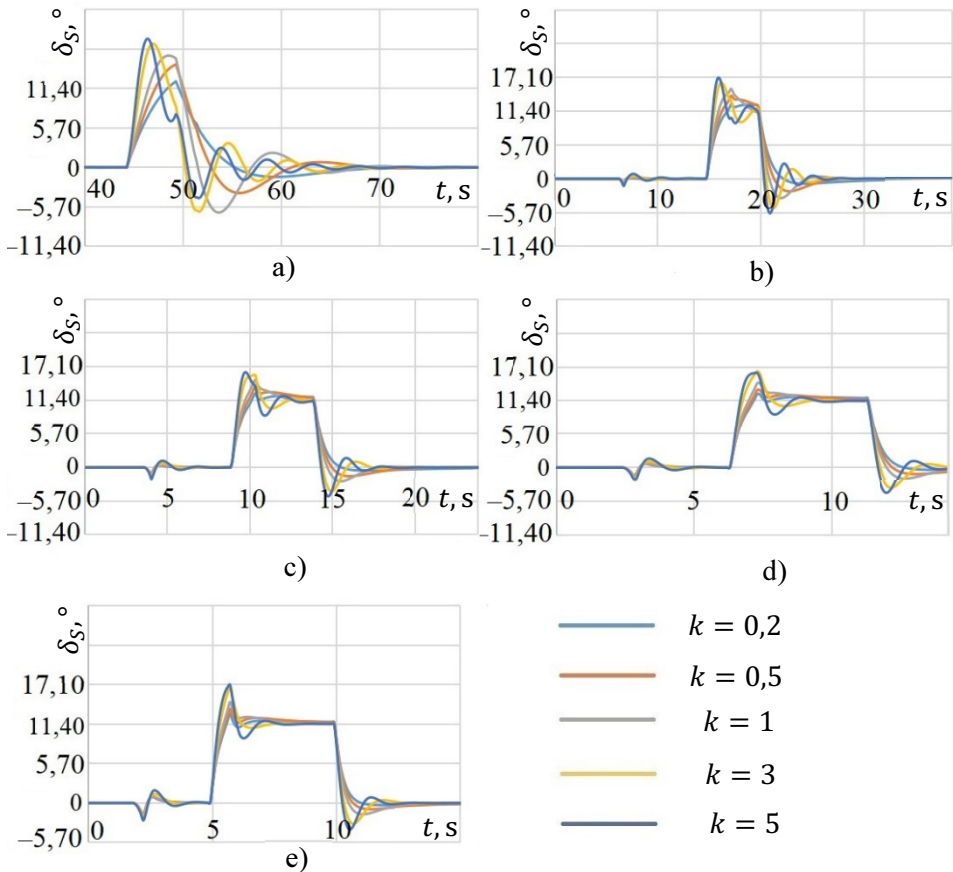 δS, °
11,40
5,70
0
–5,70
–11,40
40 50 60 70 t, s
a)
δS, °
17,10
11,40
5,70
0
–5,70
–11,40
0 10 20 30 t, s
b)
δS, °
17,10
11,40
5,70
0
–5,70
–11,40
0 5 10 15 20 t, s
c)
δS, °
17,10
11,40
5,70
0
–5,70
–11,40
0 5 10 t, s
d)
δS, °
17,10
11,40
5,70
0
–5,70
0 5 10 t, s
e)
k = 0,2
k = 0,5
k = 1
k = 3
k = 5